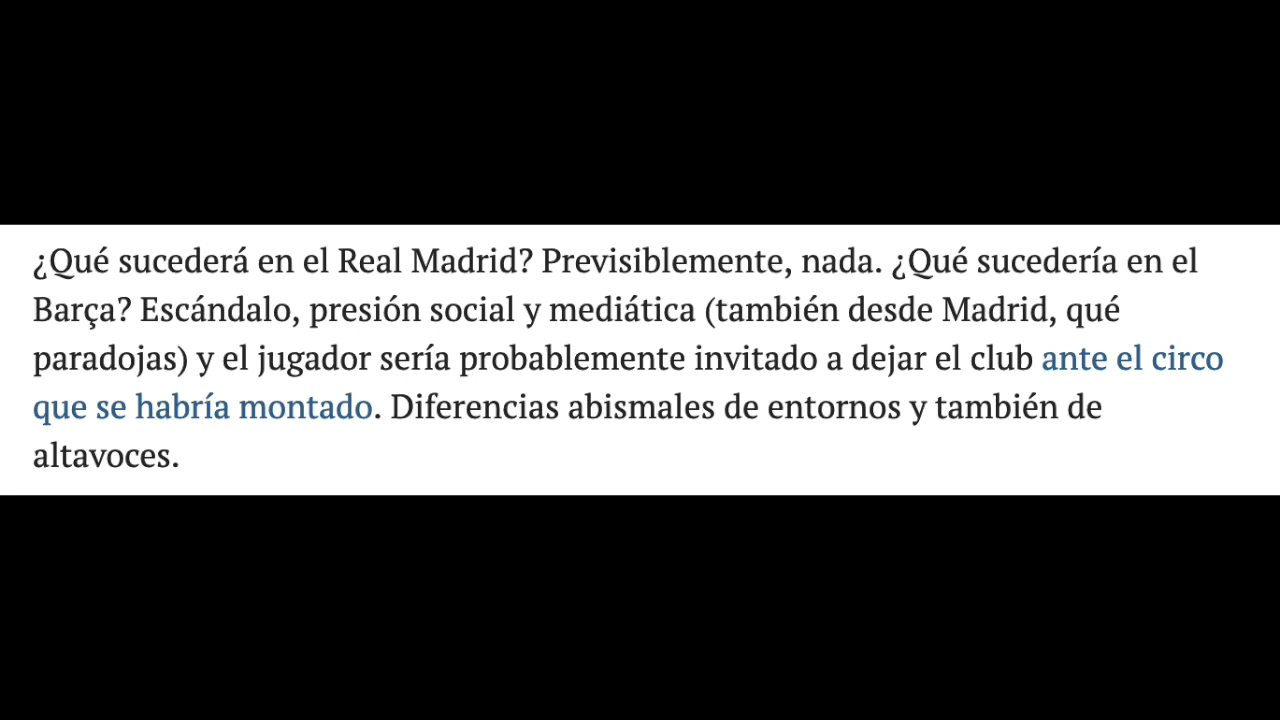 ¿Qué sucederá en el Real Madrid? Previsiblemente, nada. ¿Qué sucedería en el
Barça? Escándalo, presión social y mediática (también desde Madrid, qué
paradojas) y el jugador sería probablemente invitado a dejar el club ante el circo
que se habría montado. Diferencias abismales de entornos y también de
altavoces.